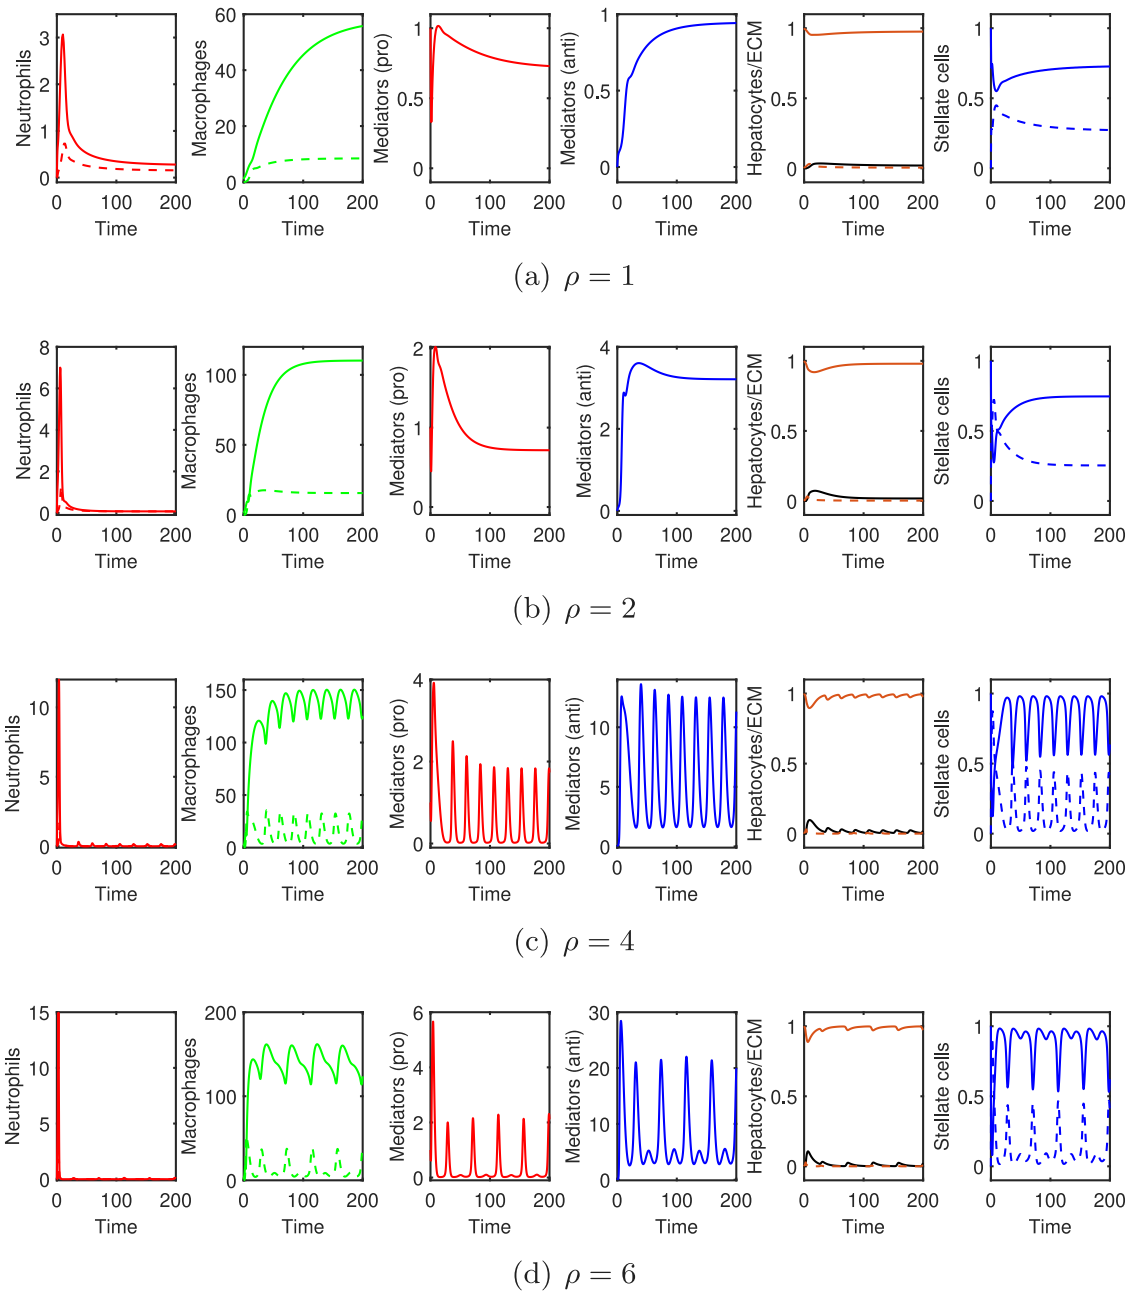 Neutrophils
3
2
1
0
0 100 200
Time
Macrophages
60
40
20
0
0 100 200
Time
Mediators (pro)
1
0.5
0
0 100 200
Time
Mediators (anti)
1
0.5
0
0 100 200
Time
Hepatocytes/ECM
1
0.5
0
0 100 200
Time
Stellate cells
1
0.5
0
0 100 200
Time
(a) ρ = 1
Neutrophils
8
6
4
2
0
0 100 200
Time
Macrophages
100
50
0
0 100 200
Time
Mediators (pro)
2
1
0
0 100 200
Time
Mediators (anti)
4
2
0
0 100 200
Time
Hepatocytes/ECM
1
0.5
0
0 100 200
Time
Stellate cells
1
0.5
0
0 100 200
Time
(b) ρ = 2
Neutrophils
10
5
0
0 100 200
Time
Macrophages
150
100
50
0
0 100 200
Time
Mediators (pro)
4
2
0
0 100 200
Time
Mediators (anti)
10
5
0
0 100 200
Time
Hepatocytes/ECM
1
0.5
0
0 100 200
Time
Stellate cells
1
0.5
0
0 100 200
Time
(c) ρ = 4
Neutrophils
15
10
5
0
0 100 200
Time
Macrophages
200
100
0
0 100 200
Time
Mediators (pro)
6
4
2
0
0 100 200
Time
Mediators (anti)
30
20
10
0
0 100 200
Time
Hepatocytes/ECM
1
0.5
0
0 100 200
Time
Stellate cells
1
0.5
0
0 100 200
Time
(d) ρ = 6